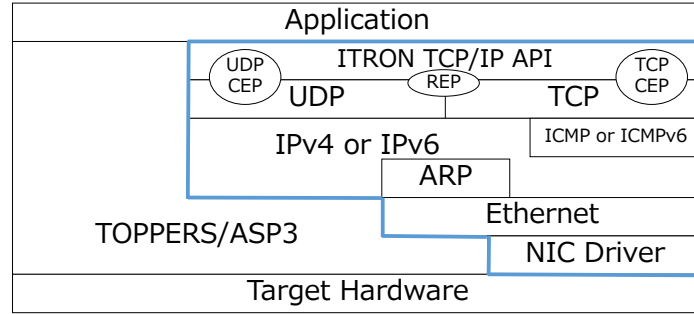 Application
ITRON TCP/IP API
UDP
CEP
REP
TCP
CEP
UDP
TCP
IPv4 or IPv6
ICMP or ICMPv6
ARP
Ethernet
TOPPERS/ASP3
NIC Driver
Target Hardware